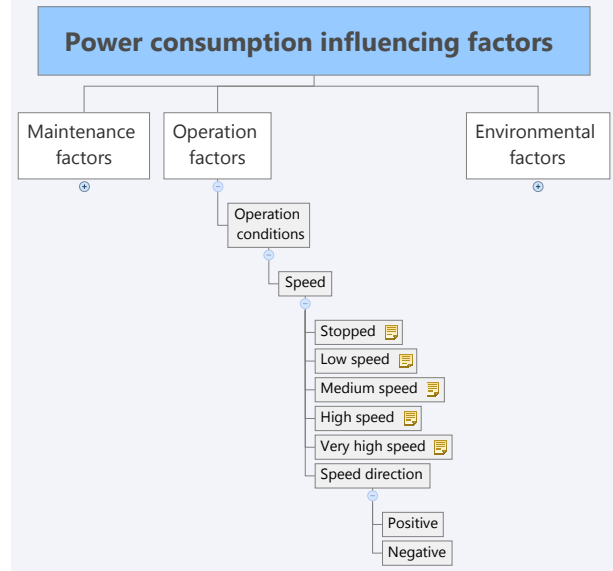 Power consumption influencing factors
Maintenance
factors
Operation
factors
Environmental
factors
Operation
conditions
Speed
Stopped
Low speed
Medium speed
High speed
Very high speed
Speed direction
Positive
Negative